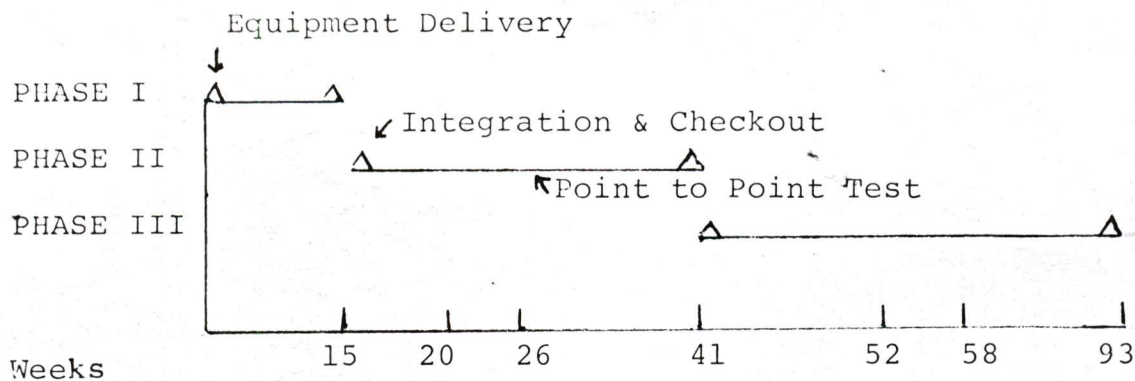 Equipment Delivery
PHASE I
Integration & Checkout
PHASE II
Point to Point Test
PHASE III
15 20 26 41 52 58 93
Weeks